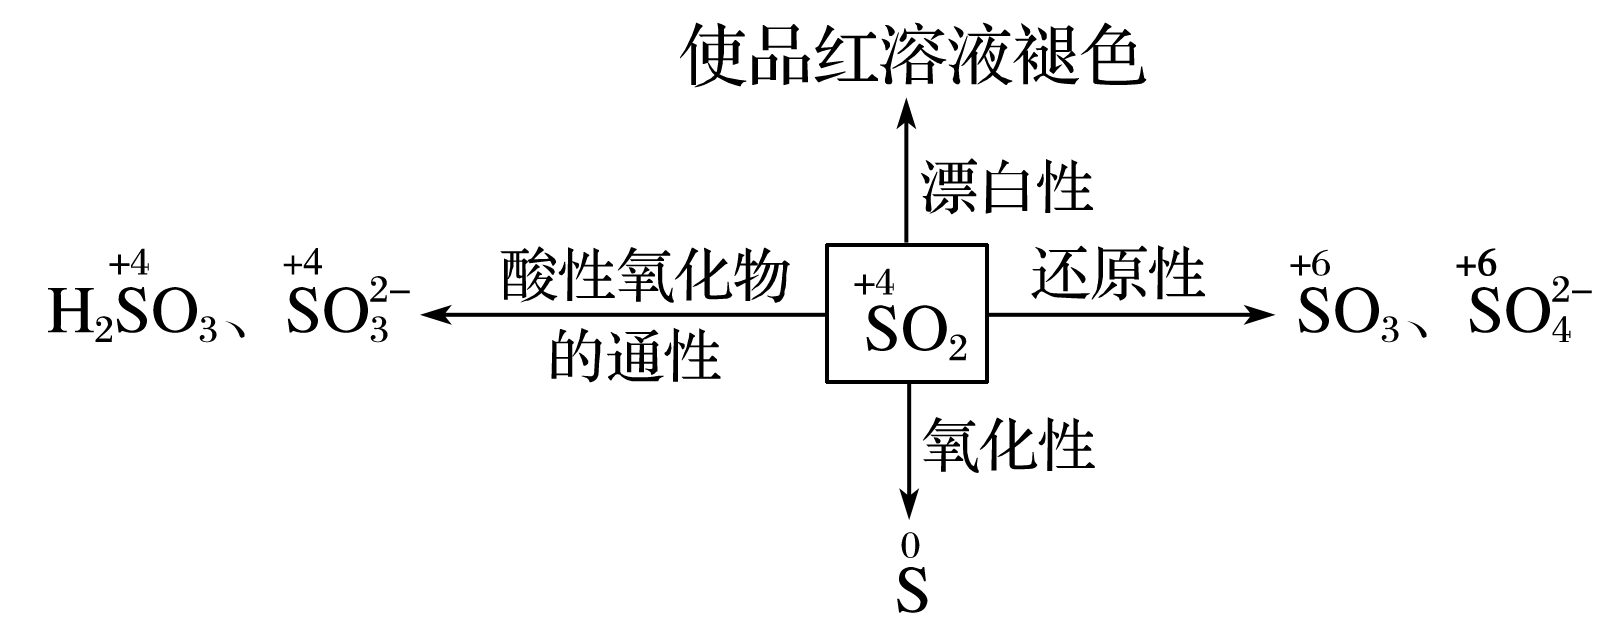 使品红溶液褪色
漂白性
+4 +4 酸性氧化物 +4 还原性 +6 +6
H₂SO₃、SO₃²⁻ 的通性 SO₂ SO₃、SO₄²⁻
氧化性
0
S